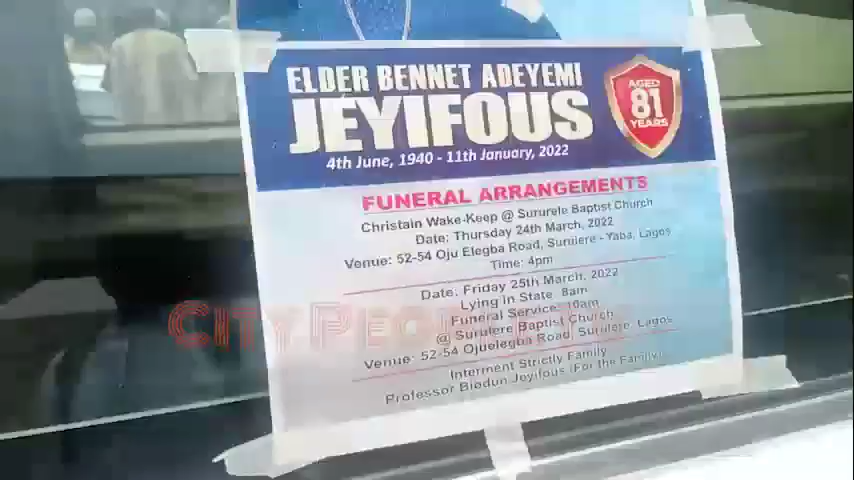 ELDER BENNET ADEYEMI
JEYIFOUS
4th June, 1940 - 11th January, 2022
AGED
81
YEARS
FUNERAL ARRANGEMENTS
Christain Wake-Keep @ Sururele Baptist Church
Date: Thursday 24th March, 2022
Venue: 52-54 Oju Elegba Road, Surulere - Yaba, Lagos
Time: 4pm
Date: Friday 25th March, 2022
Lying in State 8am
Funeral Service: 10am
@ Surulere Baptist Church
Venue: 52-54 Ojuelegba Road, Surulere, Lagos
Interment Strictly Family
Professor Biodun Jeyifous (For the Family)
CITY